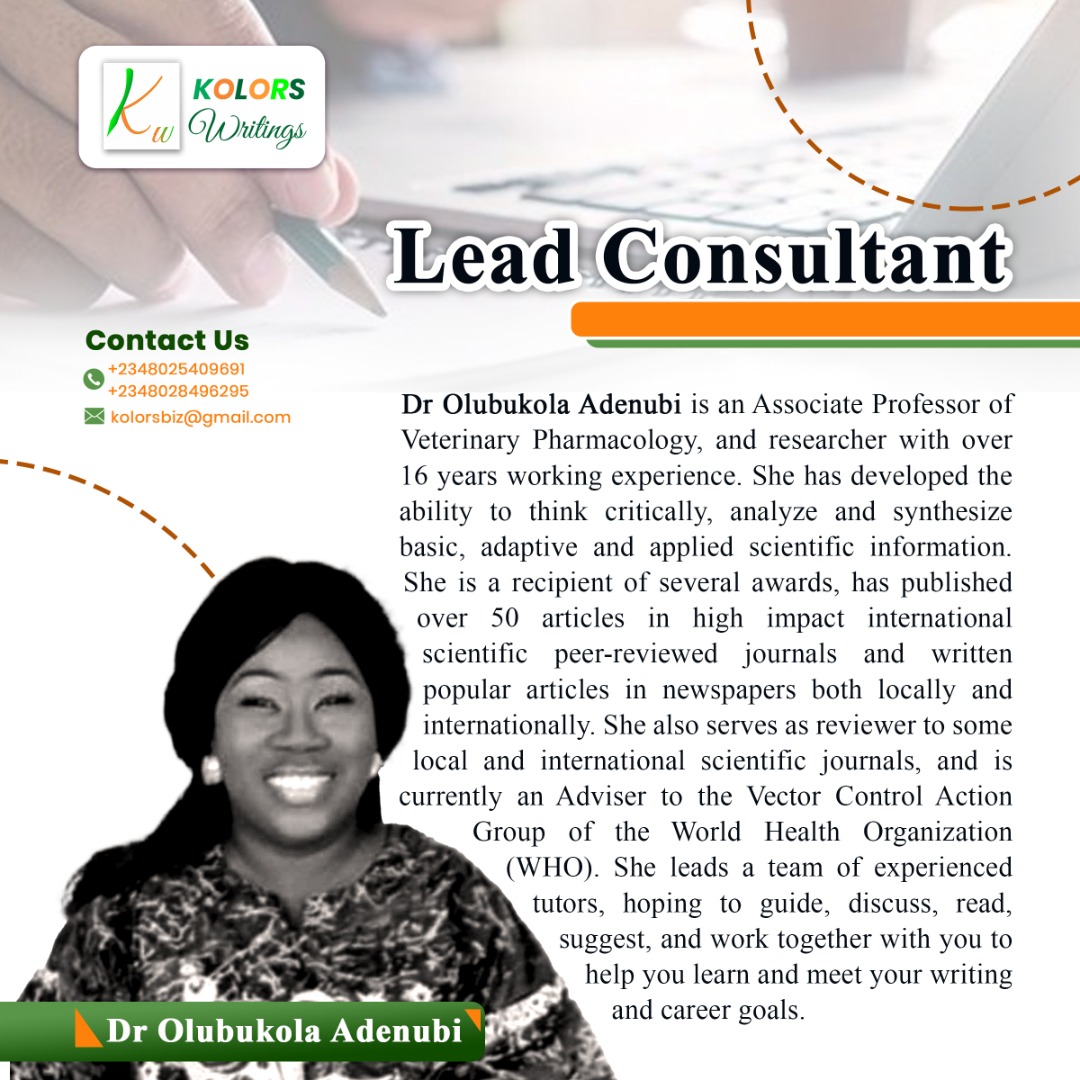 Kw
KOLORS
Writings
Lead Consultant
Contact Us
+2348025409691
+2348028496295
kolorsbiz@gmail.com
Dr Olubukola Adenubi is an Associate Professor of
Veterinary Pharmacology, and researcher with over
16 years working experience. She has developed the
ability to think critically, analyze and synthesize
basic, adaptive and applied scientific information.
She is a recipient of several awards, has published
over 50 articles in high impact international
scientific peer-reviewed journals and written
popular articles in newspapers both locally and
internationally. She also serves as reviewer to some
local and international scientific journals, and is
currently an Adviser to the Vector Control Action
Group of the World Health Organization
(WHO). She leads a team of experienced
tutors, hoping to guide, discuss, read,
suggest, and work together with you to
help you learn and meet your writing
and career goals.
Dr Olubukola Adenubi